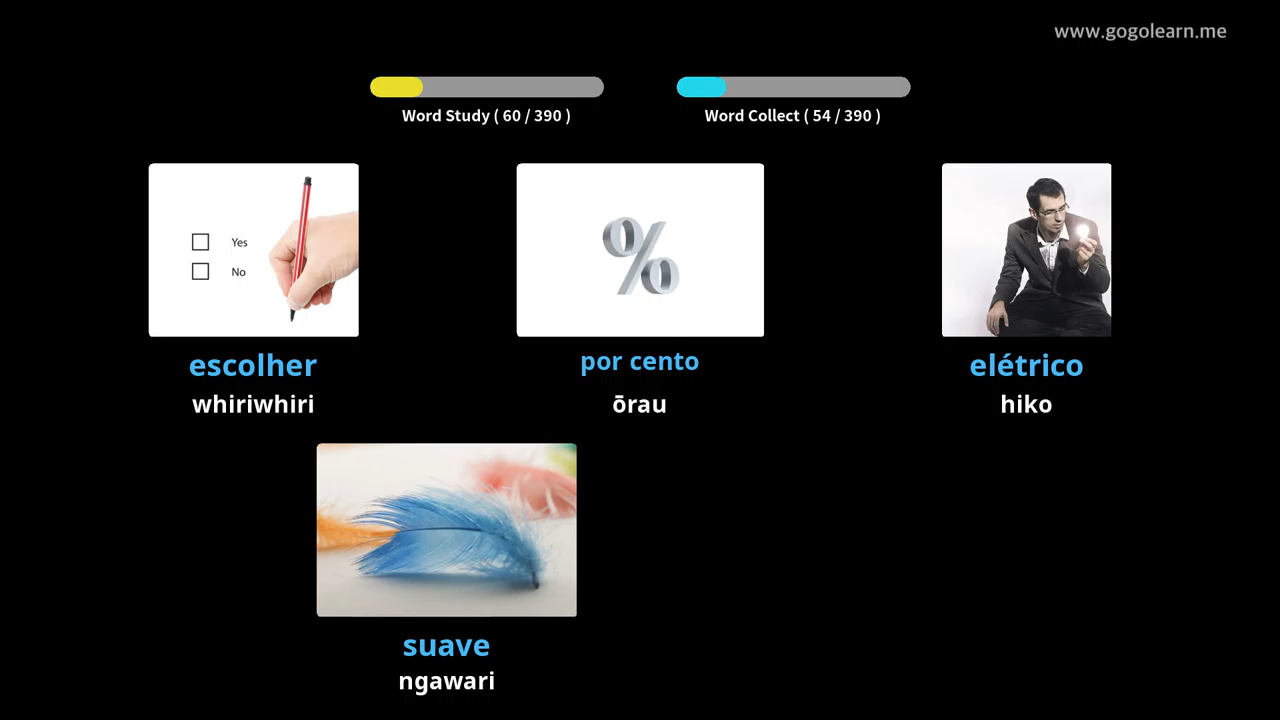 www.gogolearn.me
Word Study ( 60 / 390 )
Word Collect ( 54 / 390 )
Yes
No
%
escolher
whiriwhiri
por cento
ōrau
elétrico
hiko
suave
ngawari